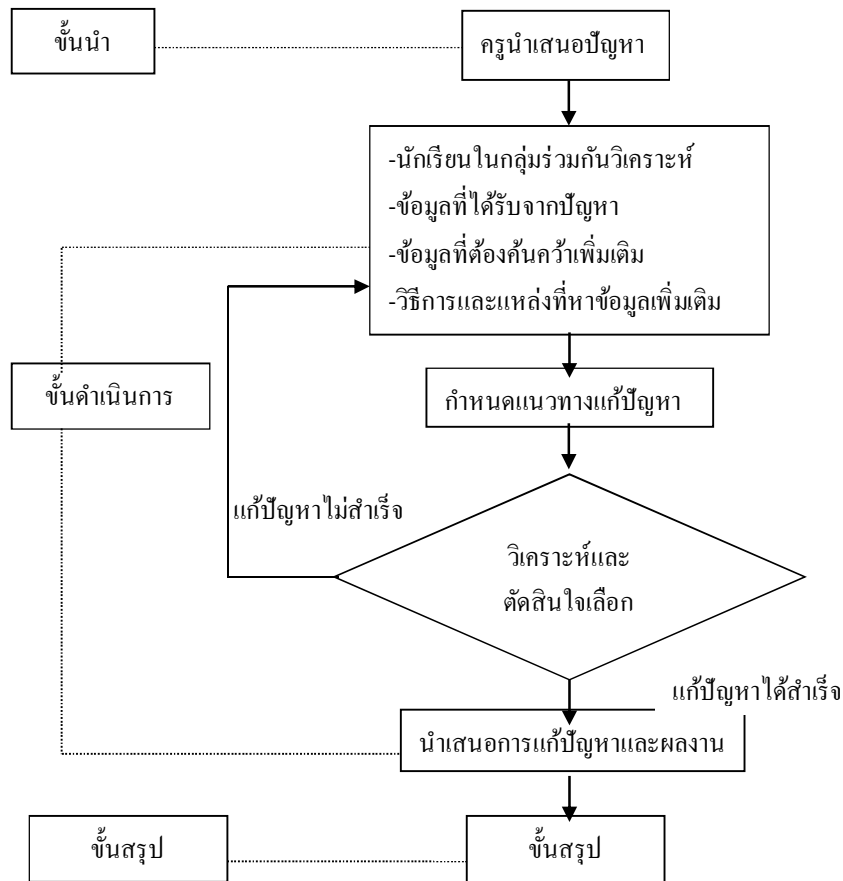 ขั้นนำ
ครูนำเสนอปัญหา
-นักเรียนในกลุ่มร่วมกันวิเคราะห์
-ข้อมูลที่ได้รับจากปัญหา
-ข้อมูลที่ต้องค้นคว้าเพิ่มเติม
-วิธีการและแหล่งที่หาข้อมูลเพิ่มเติม
ขั้นดำเนินการ
กำหนดแนวทางแก้ปัญหา
แก้ปัญหาไม่สำเร็จ
วิเคราะห์และ
ตัดสินใจเลือก
แก้ปัญหาได้สำเร็จ
นำเสนอการแก้ปัญหาและผลงาน
ขั้นสรุป
ขั้นสรุป